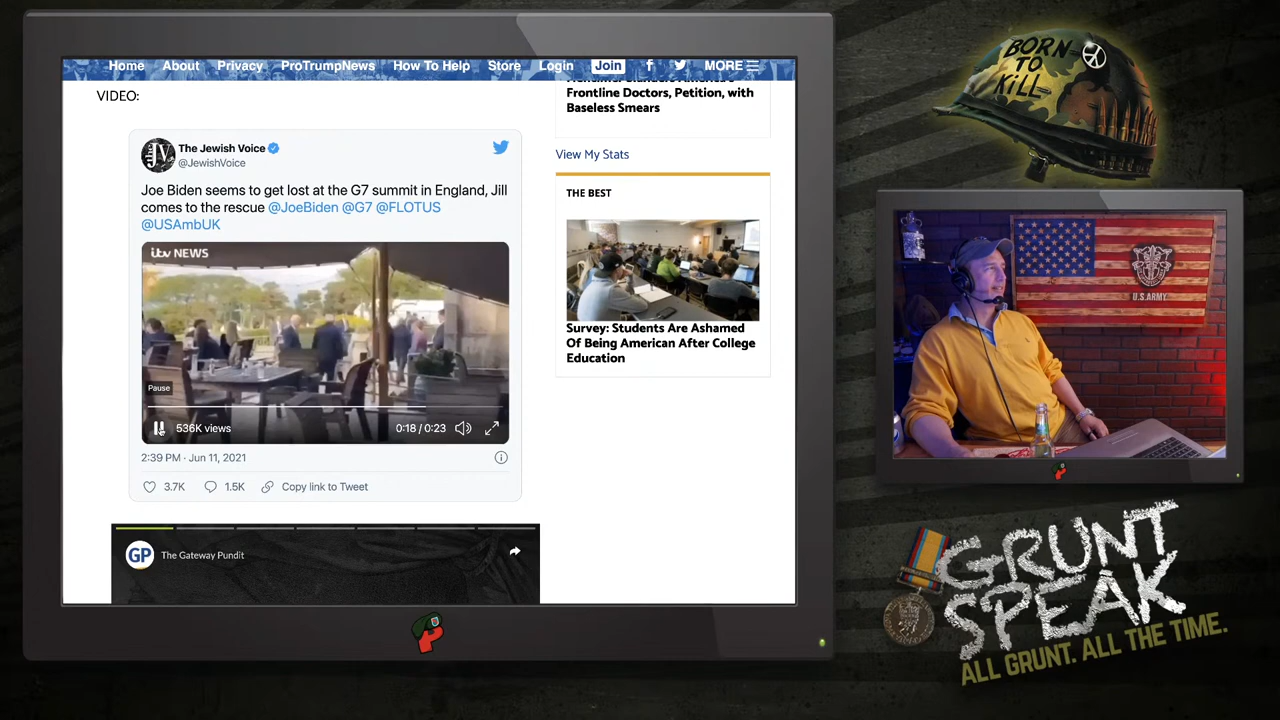 Home About Privacy ProTrumpNews How To Help Store Login Join f MORE
VIDEO:
The Jewish Voice
@JewishVoice
Joe Biden seems to get lost at the G7 summit in England, Jill
comes to the rescue @JoeBiden @G7 @FLOTUS
@USAmbUK
itv NEWS
Pause
536K views
0:18 / 0:23
2:39 PM · Jun 11, 2021
3.7K 1.5K Copy link to Tweet
GP The Gateway Pundit
Frontline Doctors, Petition, with
Baseless Smears
View My Stats
THE BEST
Survey: Students Are Ashamed
Of Being American After College
Education
BORN
TO
KiLL
U.S. ARMY
GRUNT
SPEAK
ALL GRUNT. ALL THE TIME.